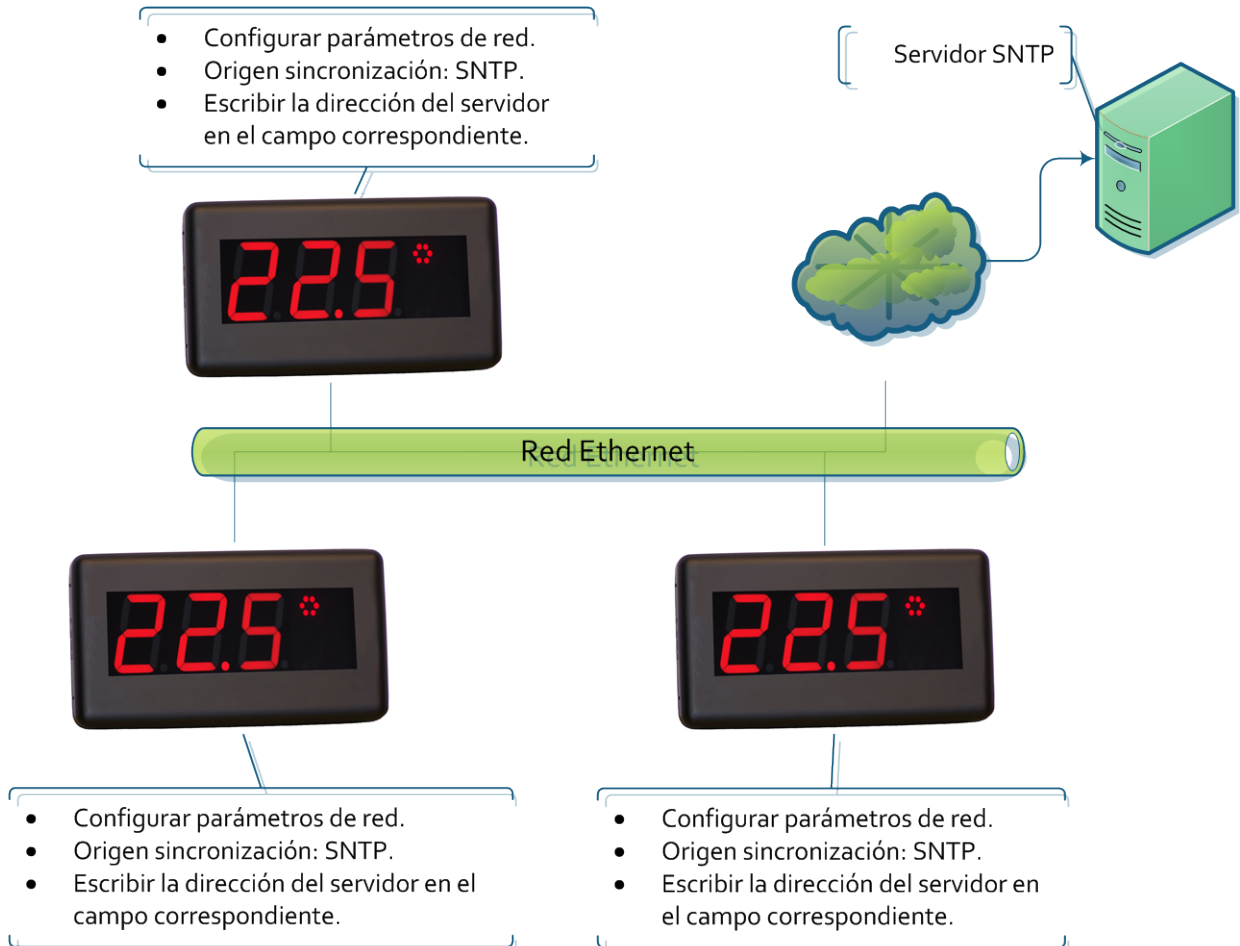 • Configurar parámetros de red.
• Origen sincronización: SNTP.
• Escribir la dirección del servidor
en el campo correspondiente.
Servidor SNTP
22.5
Red Ethernet
22.5
22.5
• Configurar parámetros de red.
• Origen sincronización: SNTP.
• Escribir la dirección del servidor en el
campo correspondiente.
• Configurar parámetros de red.
• Origen sincronización: SNTP.
• Escribir la dirección del servidor en
el campo correspondiente.